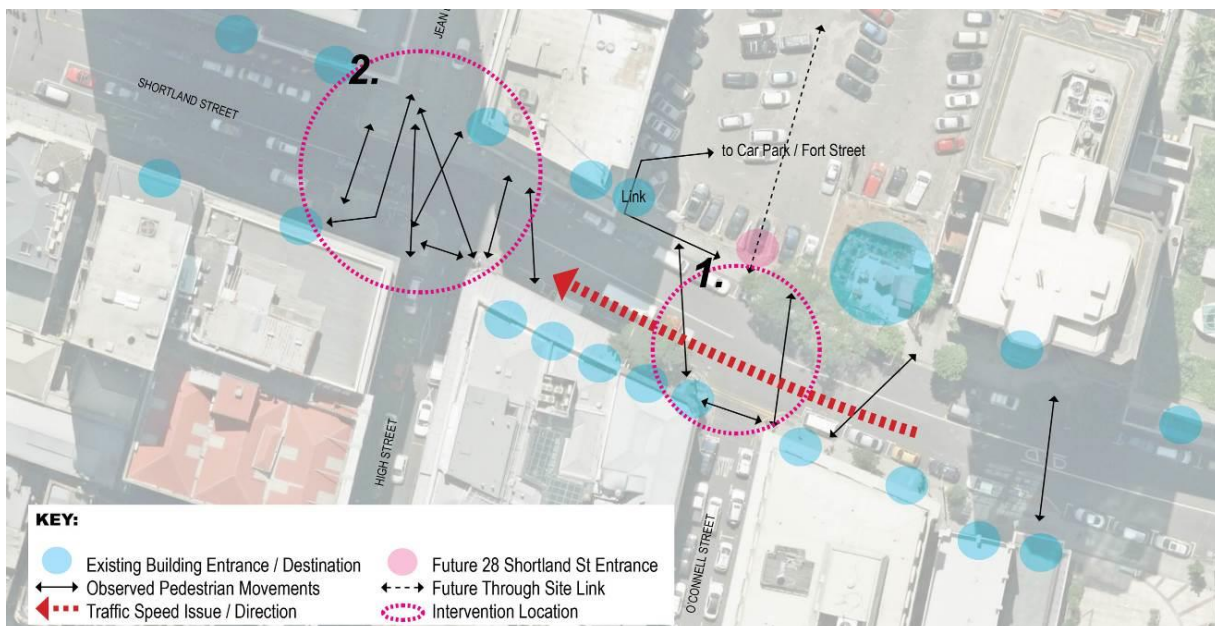 JEAN
2.
SHORTLAND STREET
to Car Park / Fort Street
Link
1.
HIGH STREET
O'CONNELL STREET
KEY:
Existing Building Entrance / Destination
Observed Pedestrian Movements
Traffic Speed Issue / Direction
Future 28 Shortland St Entrance
Future Through Site Link
Intervention Location